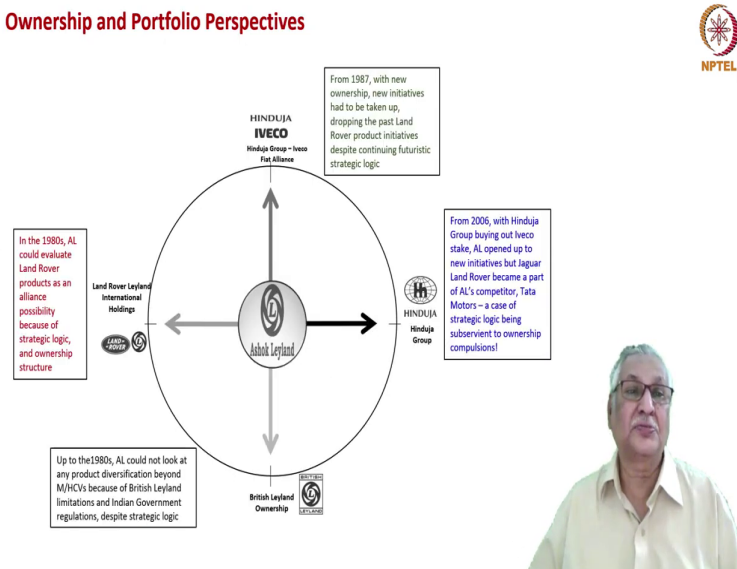 Ownership and Portfolio Perspectives
NPTEL
From 1987, with new
ownership, new initiatives
had to be taken up,
dropping the past Land
Rover product initiatives
despite continuing futuristic
strategic logic
HINDUJA
IVECO
Hinduja Group – Iveco
Fiat Alliance
From 2006, with Hinduja
Group buying out Iveco
stake, AL opened up to
new initiatives but Jaguar
Land Rover became a part
of AL's competitor, Tata
Motors – a case of
strategic logic being
subservient to ownership
compulsions!
In the 1980s, AL
could evaluate
Land Rover
products as an
alliance
possibility
because of
strategic logic,
and ownership
structure
Land Rover Leyland
International
Holdings
LAND-
ROVER
L
Ashok Leyland
HINDUJA
Hinduja
Group
Up to the1980s, AL could not look at
any product diversification beyond
M/HCVs because of British Leyland
limitations and Indian Government
regulations, despite strategic logic
British Leyland
Ownership
BRITISH
L
LEYLAND